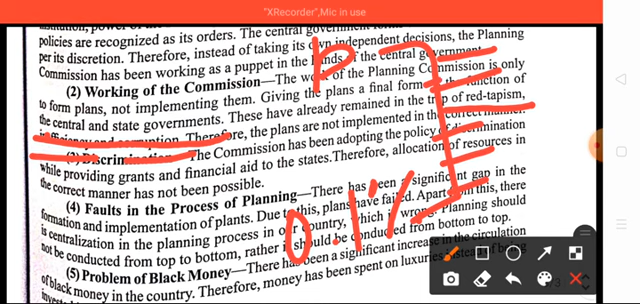 "XRecorder",Mic in use
policies are recognized as its orders. The central government
per its discretion. Therefore, instead of taking its own independent decisions, the Planning
Commission has been working as a puppet in the hands of the central government.
(2) Working of the Commission—The work of the Planning Commission is only
to form plans, not implementing them. Giving the plans a final form is the function of
the central and state governments. These have already remained in the trap of red-tapism,
inefficiency and corruption. Therefore, the plans are not implemented in the correct manner.
(3) Discrimination—The Commission has been adopting the policy of discrimination
while providing grants and financial aid to the states.Therefore, allocation of resources in
the correct manner has not been possible.
(4) Faults in the Process of Planning—There has been a significant gap in the
formation and implementation of plants. Due to this, plans have failed. Apart from this, there
is centralization in the planning process in our country, which is wrong. Planning should
not be conducted from top to bottom, rather it should be conducted from bottom to top.
(5) Problem of Black Money—There has been a significant increase in the circulation
of black money in the country. Therefore, money has been spent on luxuries instead of being
P
0.1%